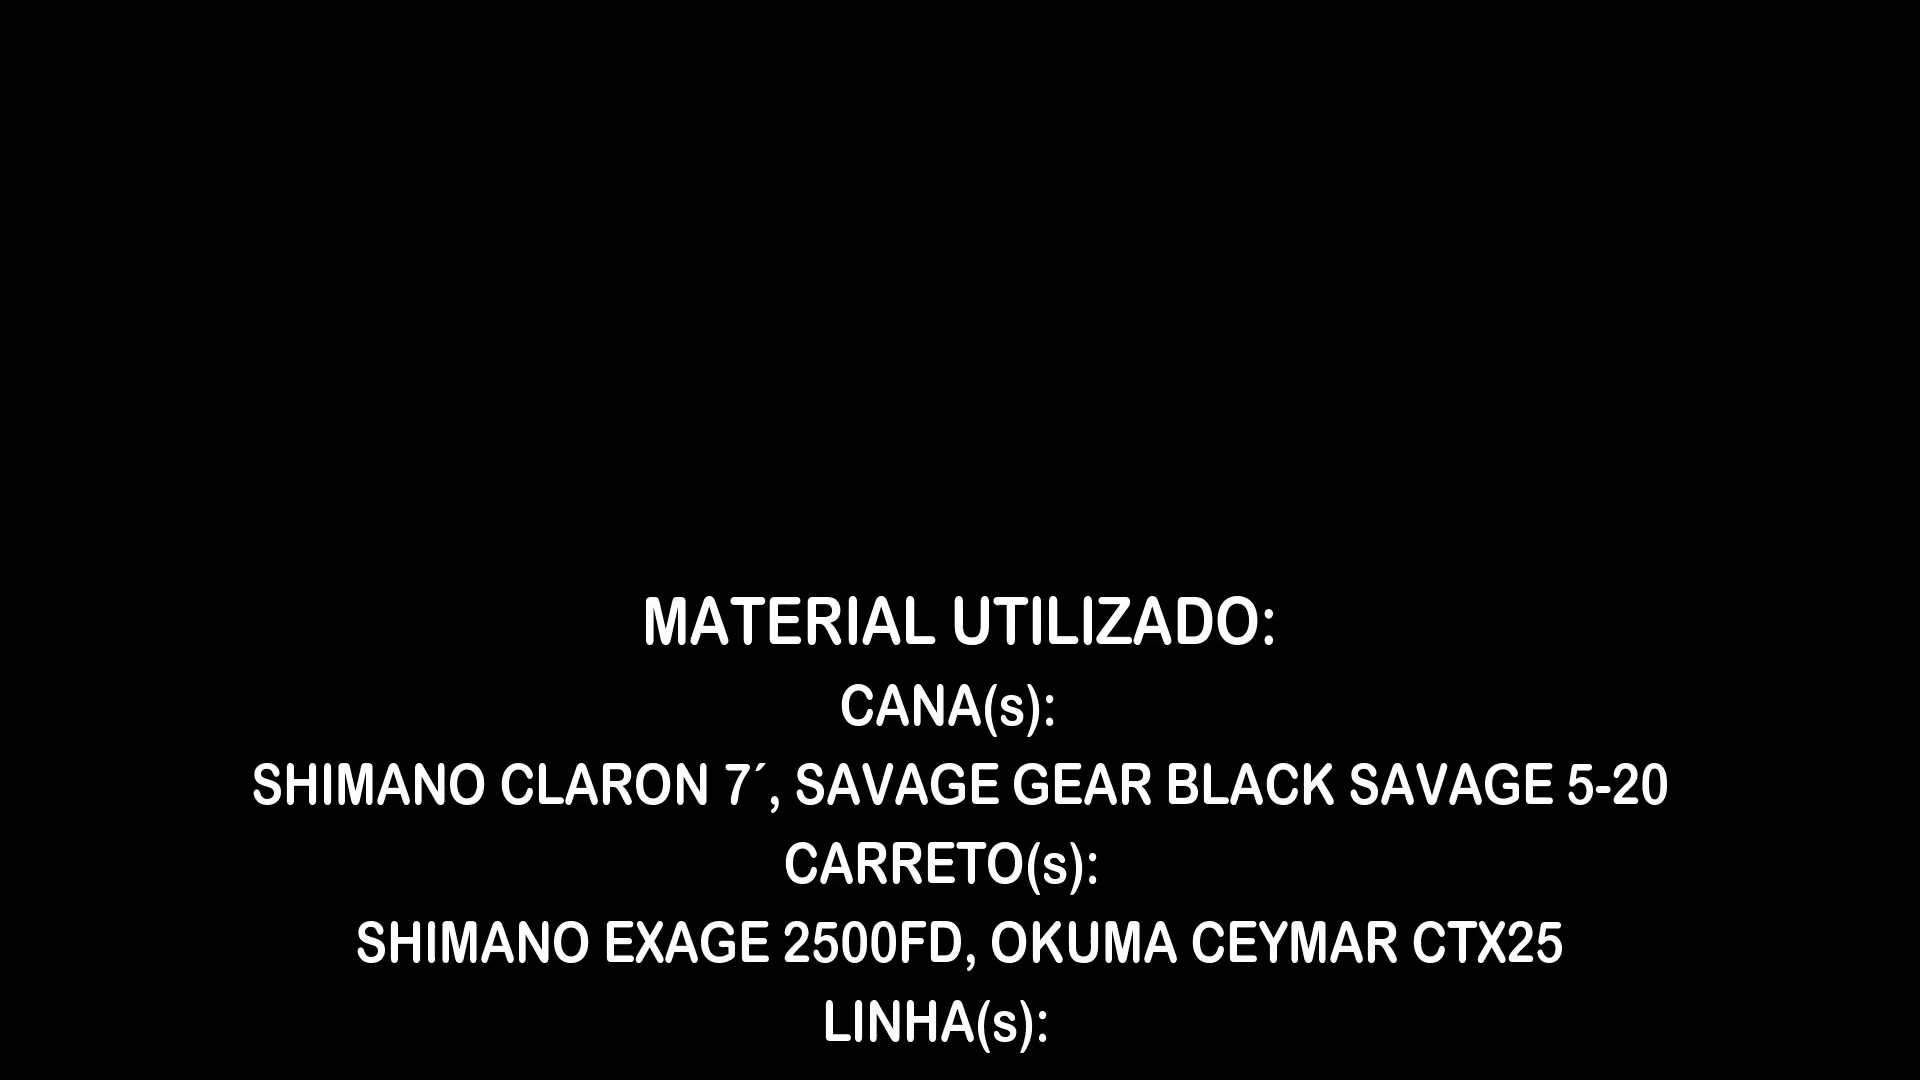 MATERIAL UTILIZADO:
CANA(s):
SHIMANO CLARON 7´, SAVAGE GEAR BLACK SAVAGE 5-20
CARRETO(s):
SHIMANO EXAGE 2500FD, OKUMA CEYMAR CTX25
LINHA(s):